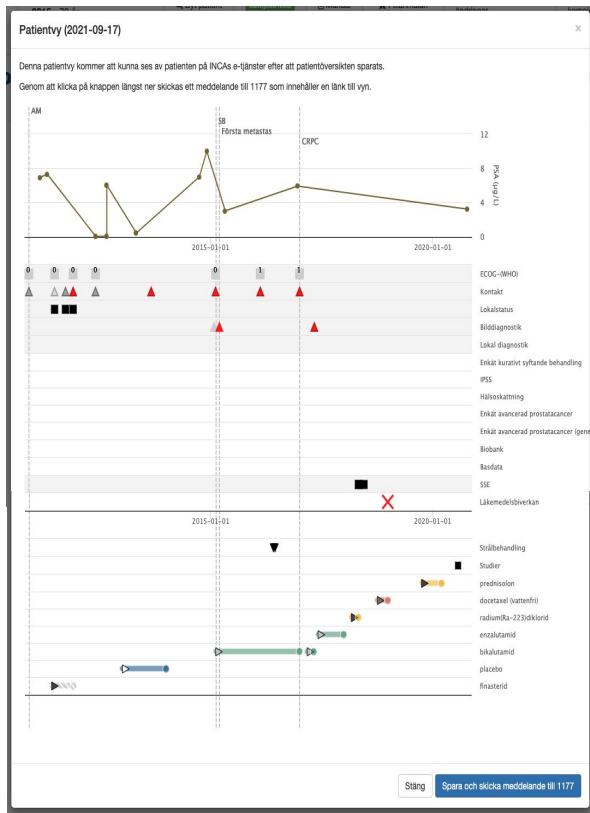 Patientvy (2021-09-17)
x
Denna patientvy kommer att kunna ses av patienten på INCAs e-tjänster efter att patientöversikten sparats.
Genom att klicka på knappen längst ner skickas ett meddelande till 1177 som innehåller en länk till vyn.
AM
SB
Första metastas
CRPC
12
8
4
0
PSA (µg/L)
2015-01-01
2020-01-01
0 0 0 0 0 1 1
ECOG-(WHO)
Kontakt
Lokalstatus
Bilddiagnostik
Lokal diagnostik
Enkät kurativt syftande behandling
IPSS
Hälsoskattning
Enkät avancerad prostatacancer
Enkät avancerad prostatacancer (gene
Biobank
Basdata
SSE
Läkemedelsbiverkan
2015-01-01
2020-01-01
Strålbehandling
Studier
prednisolon
docetaxel (vattenfri)
radium(Ra-223)diklorid
enzalutamid
bikalutamid
placebo
finasterid
Stäng
Spara och skicka meddelande till 1177